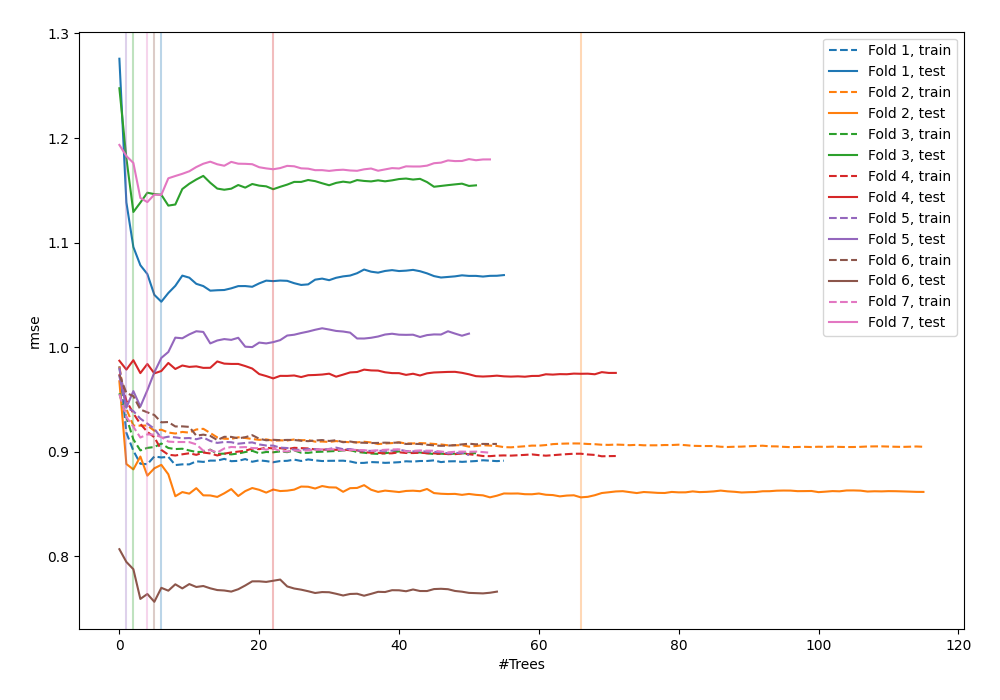 1.3
1.2
1.1
1.0
0.9
0.8
rmse
0
20
40
60
80
100
120
#Trees
Fold 1, train
Fold 1, test
Fold 2, train
Fold 2, test
Fold 3, train
Fold 3, test
Fold 4, train
Fold 4, test
Fold 5, train
Fold 5, test
Fold 6, train
Fold 6, test
Fold 7, train
Fold 7, test